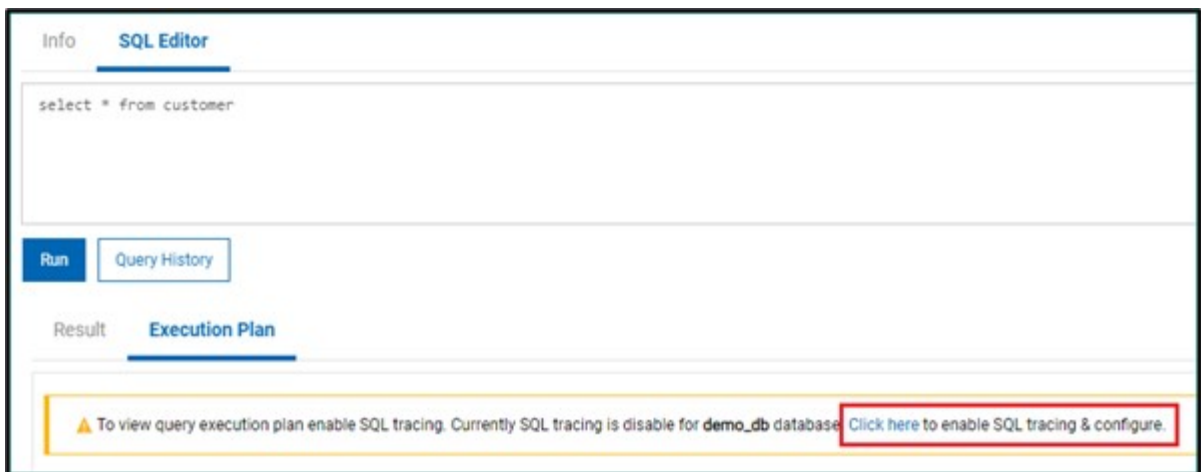 Info SQL Editor
select * from customer
Run Query History
Result Execution Plan
To view query execution plan enable SQL tracing. Currently SQL tracing is disable for demo_db database Click here to enable SQL tracing & configure.